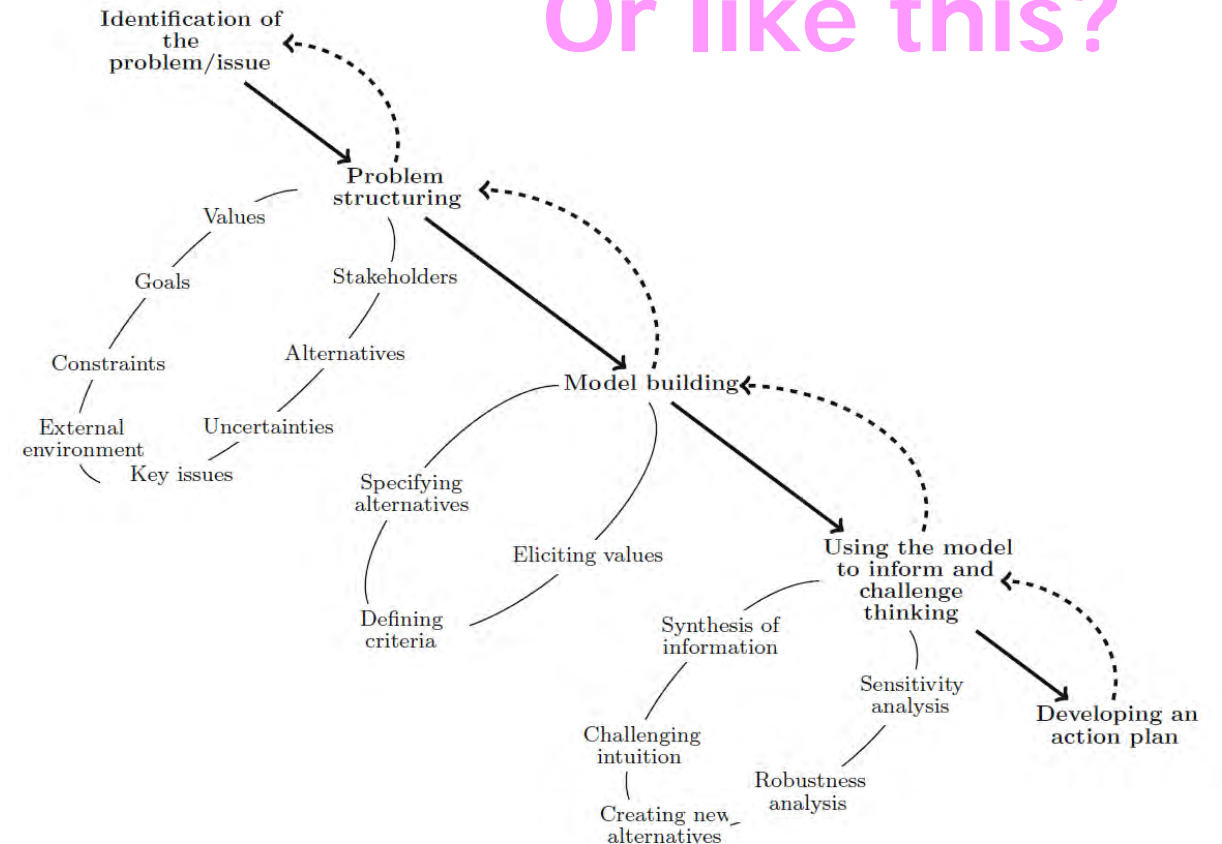 Or like this?
Identification of
the
problem/issue
Problem
structuring
Values
Goals
Constraints
External
environment
Key issues
Uncertainties
Alternatives
Stakeholders
Model building
Specifying
alternatives
Defining
criteria
Eliciting values
Using the model
to inform and
challenge
thinking
Synthesis of
information
Challenging
intuition
Creating new
alternatives
Robustness
analysis
Sensitivity
analysis
Developing an
action plan